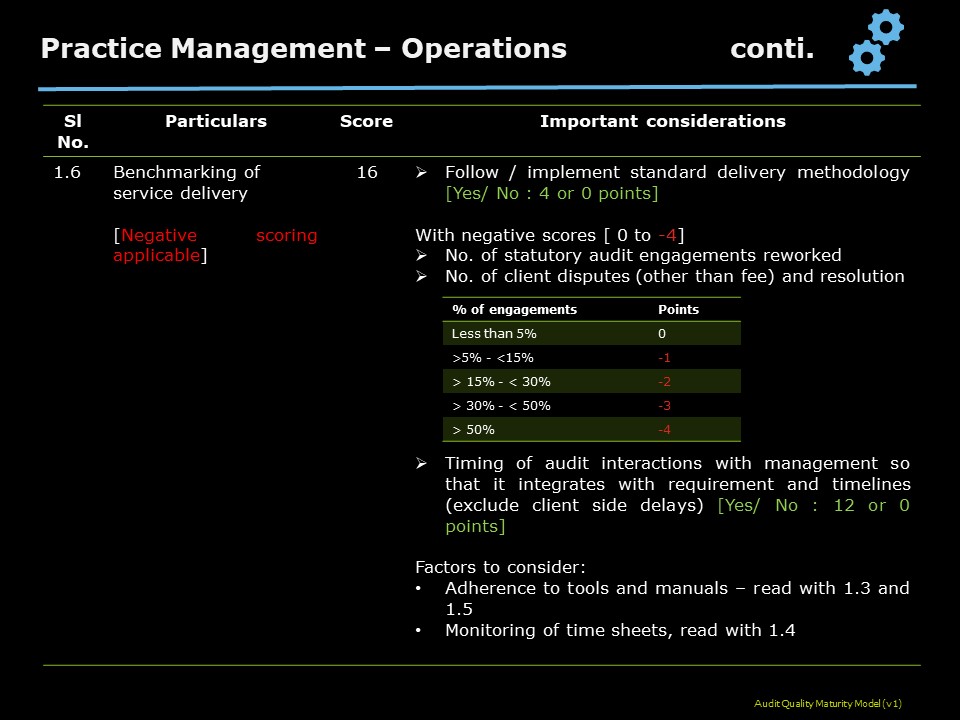 Practice Management – Operations conti.
Sl No. Particulars Score Important considerations
1.6 Benchmarking of service delivery 16
[Negative scoring applicable]
➢ Follow / implement standard delivery methodology
[Yes/ No : 4 or 0 points]
With negative scores [ 0 to -4]
➢ No. of statutory audit engagements reworked
➢ No. of client disputes (other than fee) and resolution
% of engagements Points
Less than 5% 0
>5% - <15% -1
> 15% - < 30% -2
> 30% - < 50% -3
> 50% -4
➢ Timing of audit interactions with management so
that it integrates with requirement and timelines
(exclude client side delays) [Yes/ No : 12 or 0
points]
Factors to consider:
• Adherence to tools and manuals – read with 1.3 and
1.5
• Monitoring of time sheets, read with 1.4
Audit Quality Maturity Model (v1)